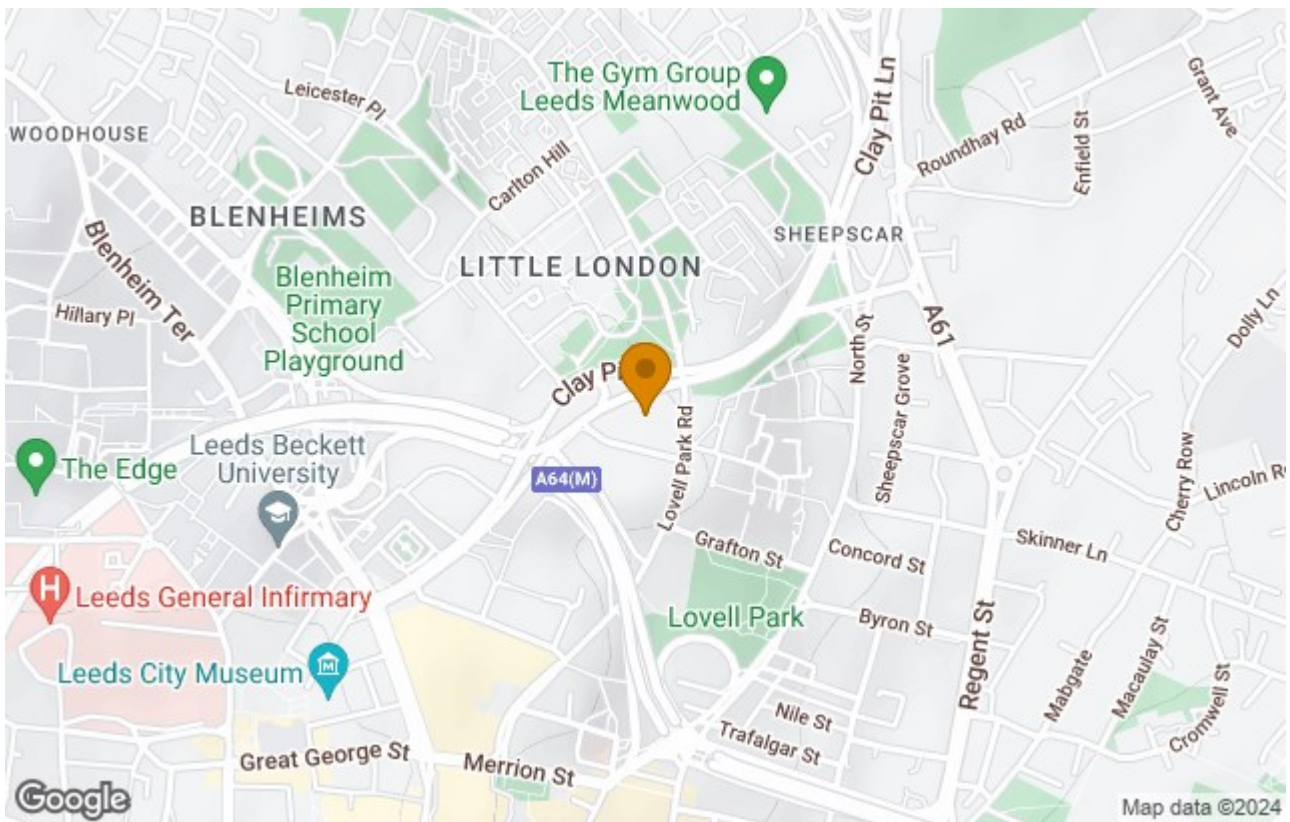 The Gym Group
Leeds Meanwood
Clay Pit Ln
Grant Ave
Leicester Pl
Enfield St
Roundhay Rd
WOODHOUSE
Carlton Hill
BLENHEIMS
SHEEPSCAR
Blenheim Ter
LITTLE LONDON
Blenheim
Primary
School
Playground
Hillary Pl
Dolly Ln
A61
North St
Clay Pi
Sheepscar Grove
Lovell Park Rd
Leeds Beckett
University
The Edge
A64(M)
Cherry Row
Lincoln R
Skinner Ln
Grafton St
Concord St
H
Leeds General Infirmary
Lovell Park
Byron St
Regent St
Mabgate
Macaulay St
Cromwell St
Leeds City Museum
M
Nile St
Trafalgar St
Great George St
Merrion St
Google
Map data ©2024